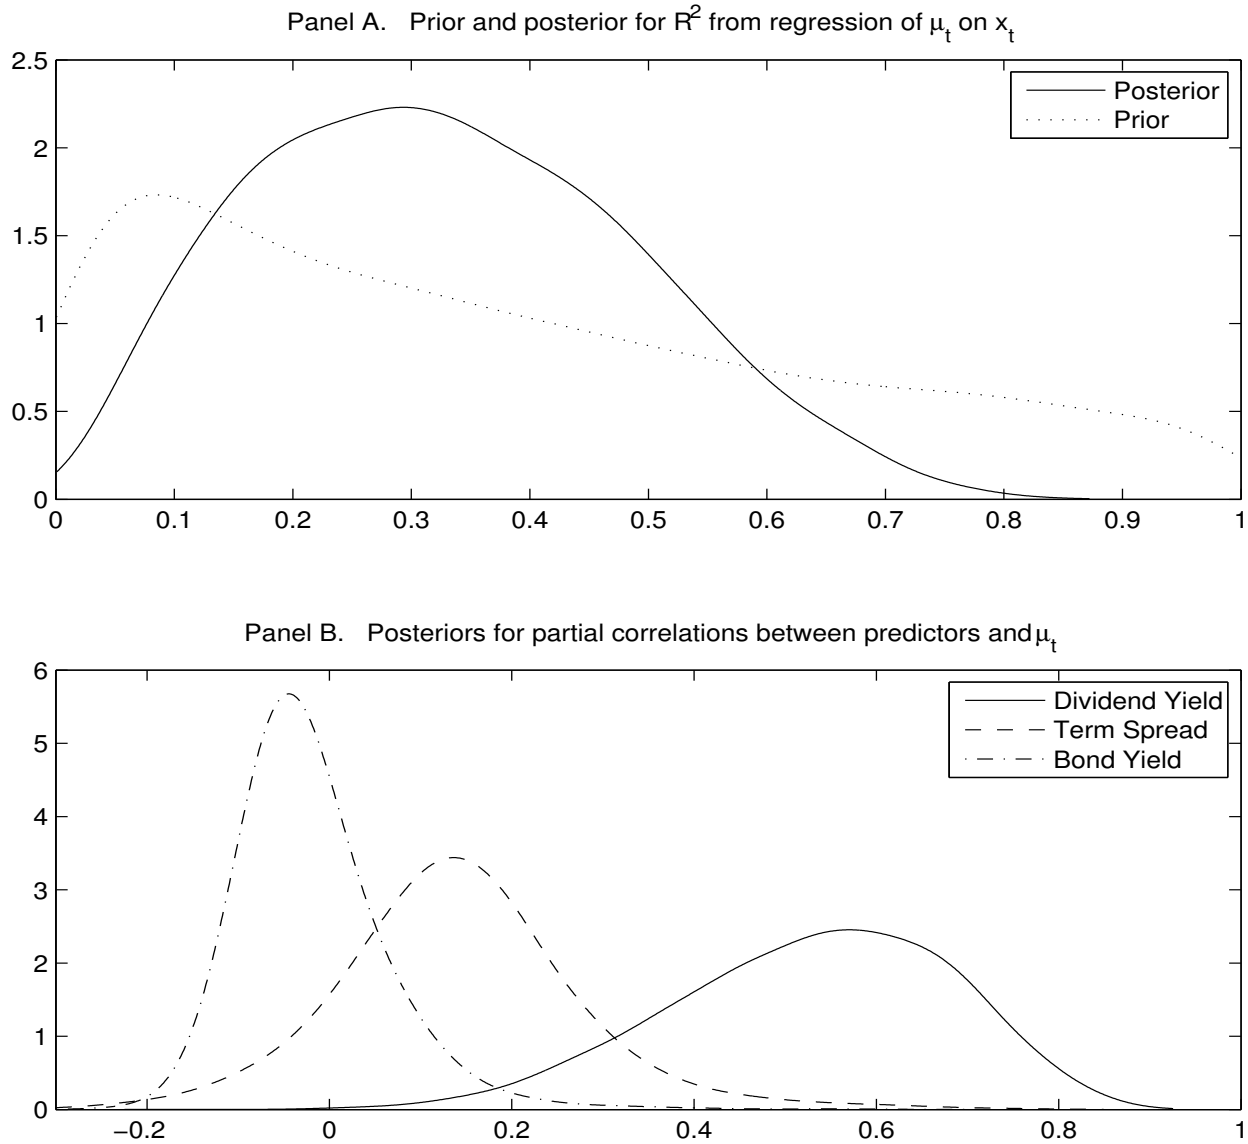 Panel A. Prior and posterior for R² from regression of μₜ on xₜ
2.5
2
1.5
1
0.5
0
Posterior
Prior
0 0.1 0.2 0.3 0.4 0.5 0.6 0.7 0.8 0.9 1
Panel B. Posteriors for partial correlations between predictors and μₜ
6
5
4
3
2
1
0
Dividend Yield
Term Spread
Bond Yield
−0.2 0 0.2 0.4 0.6 0.8 1